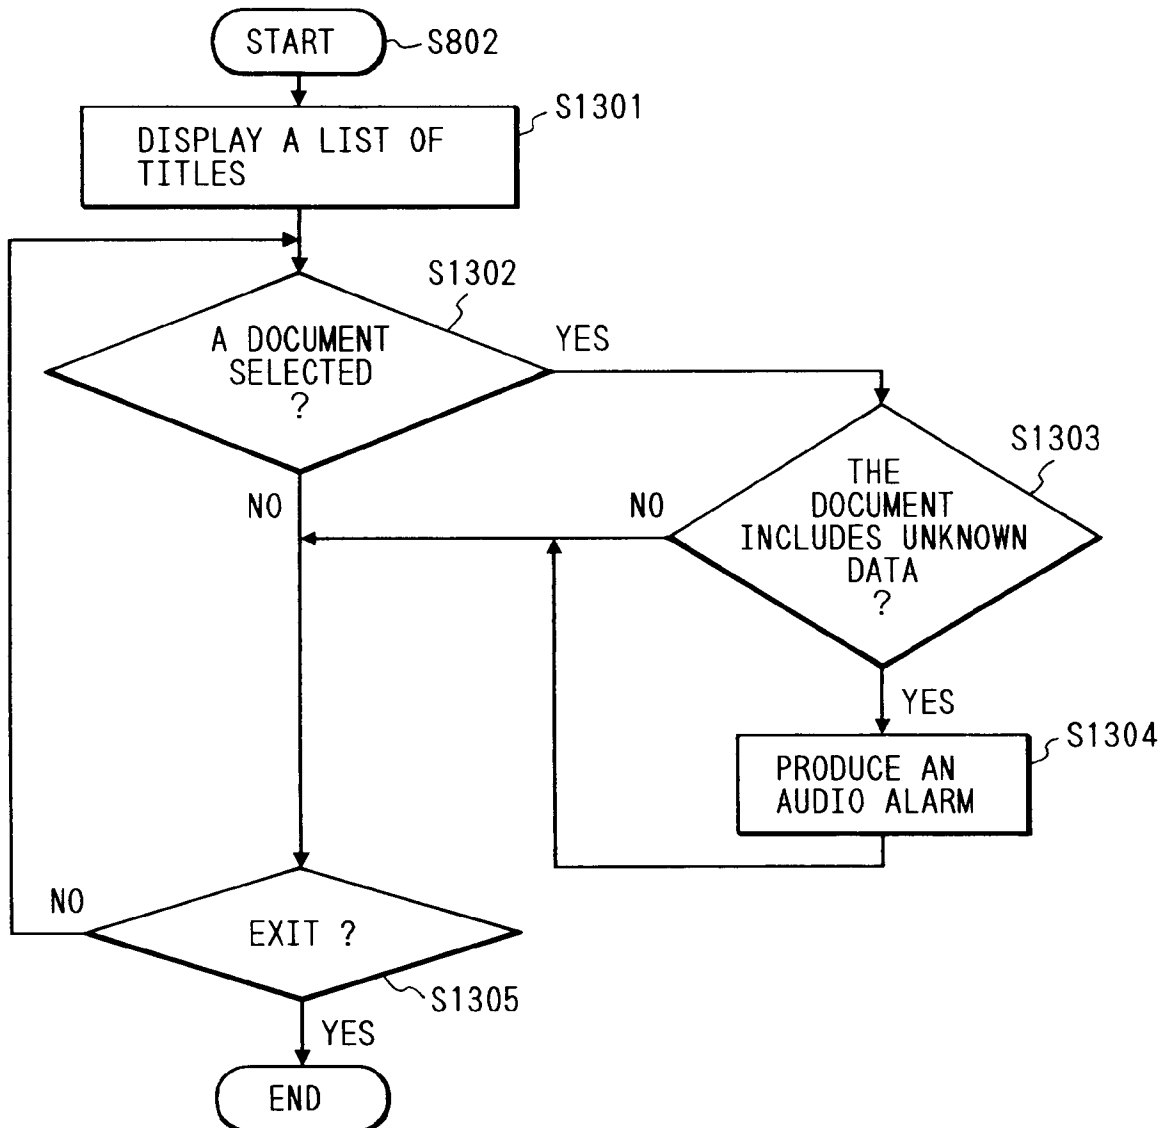 START
S802
S1301
DISPLAY A LIST OF
TITLES
S1302
A DOCUMENT
SELECTED
?
YES
NO
S1303
THE
DOCUMENT
INCLUDES UNKNOWN
DATA
?
NO
YES
S1304
PRODUCE AN
AUDIO ALARM
NO
EXIT ?
S1305
YES
END